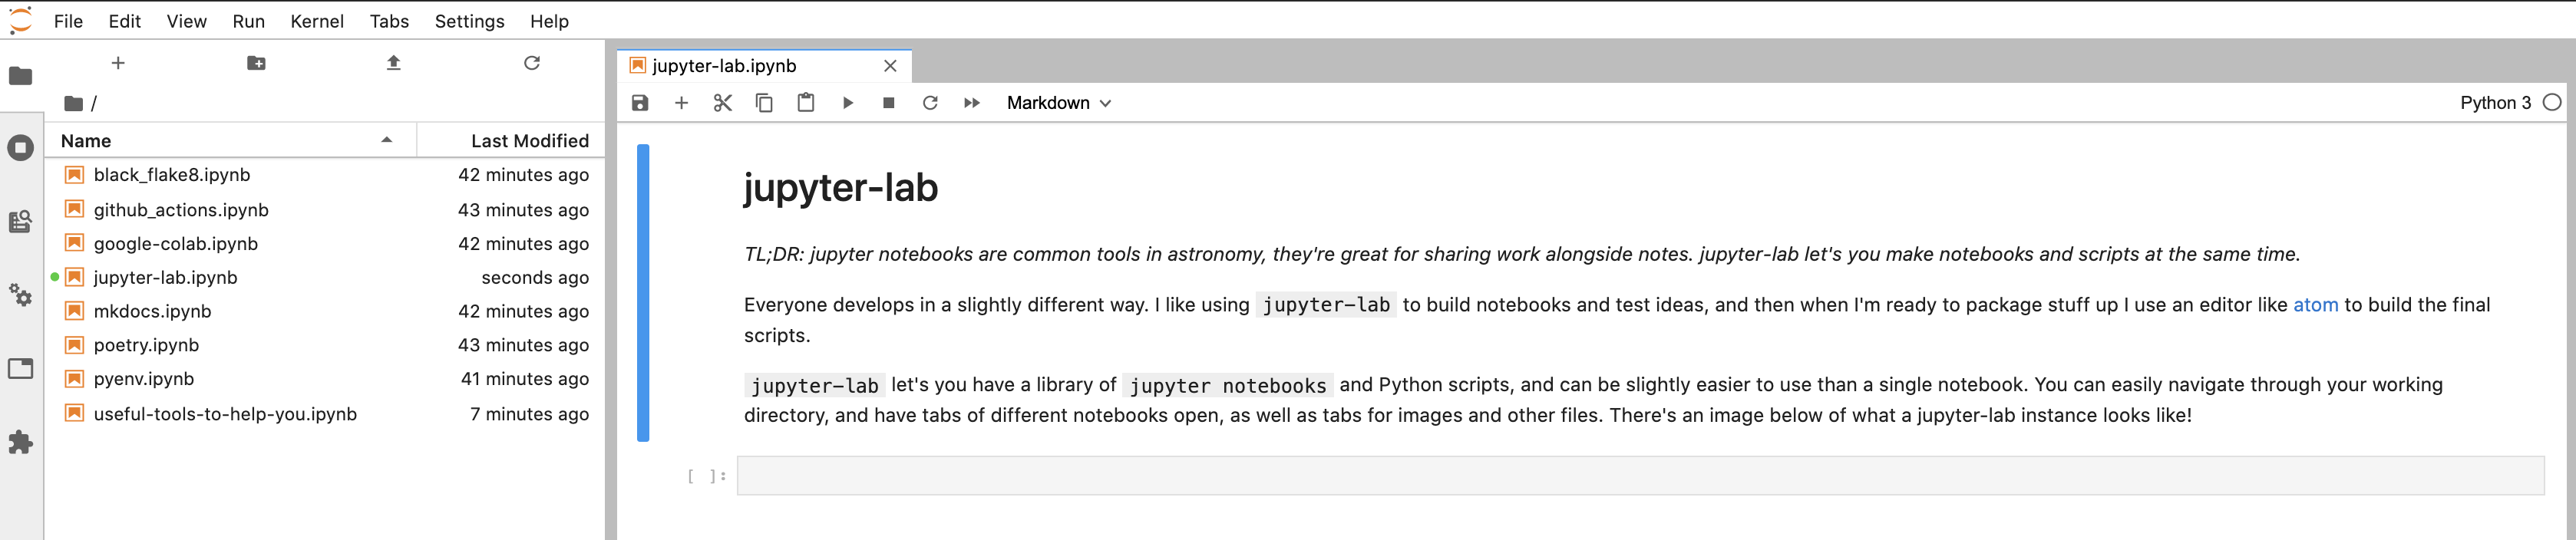 File Edit View Run Kernel Tabs Settings Help
/
Name Last Modified
black_flake8.ipynb 42 minutes ago
github_actions.ipynb 43 minutes ago
google-colab.ipynb 42 minutes ago
jupyter-lab.ipynb seconds ago
mkdocs.ipynb 42 minutes ago
poetry.ipynb 43 minutes ago
pyenv.ipynb 41 minutes ago
useful-tools-to-help-you.ipynb 7 minutes ago
jupyter-lab.ipynb
Markdown Python 3
jupyter-lab
TL;DR: jupyter notebooks are common tools in astronomy, they're great for sharing work alongside notes. jupyter-lab let's you make notebooks and scripts at the same time.
Everyone develops in a slightly different way. I like using jupyter-lab to build notebooks and test ideas, and then when I'm ready to package stuff up I use an editor like atom to build the final
scripts.
jupyter-lab let's you have a library of jupyter notebooks and Python scripts, and can be slightly easier to use than a single notebook. You can easily navigate through your working
directory, and have tabs of different notebooks open, as well as tabs for images and other files. There's an image below of what a jupyter-lab instance looks like!
[ ]: